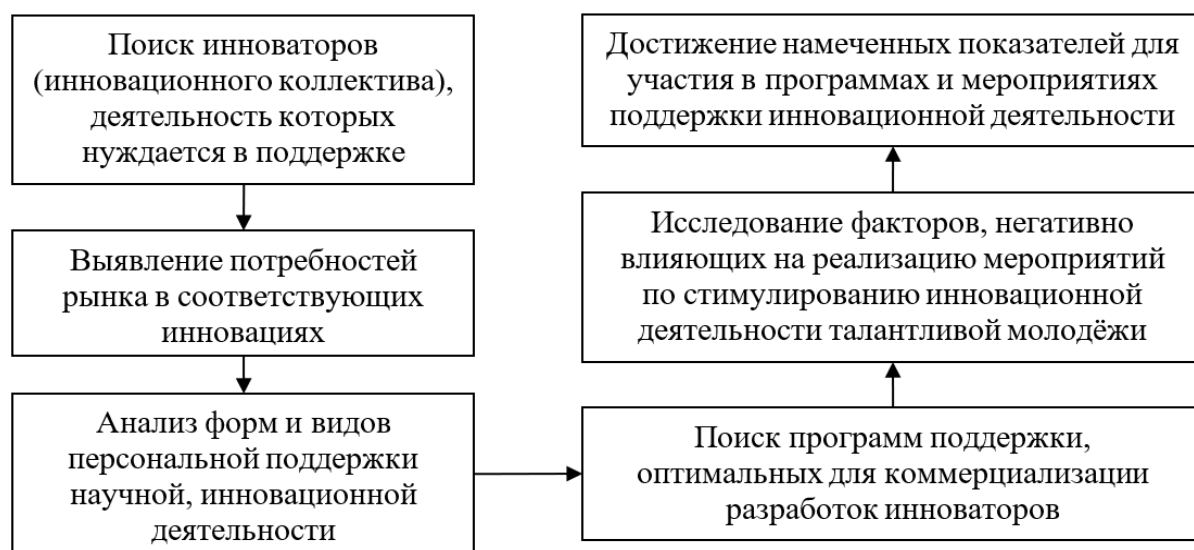 Поиск инноваторов
(инновационного коллектива),
деятельность которых
нуждается в поддержке
Выявление потребностей
рынка в соответствующих
инновациях
Анализ форм и видов
персональной поддержки
научной, инновационной
деятельности
Поиск программ поддержки,
оптимальных для коммерциализации
разработок инноваторов
Исследование факторов, негативно
влияющих на реализацию мероприятий
по стимулированию инновационной
деятельности талантливой молодёжи
Достижение намеченных показателей для
участия в программах и мероприятиях
поддержки инновационной деятельности